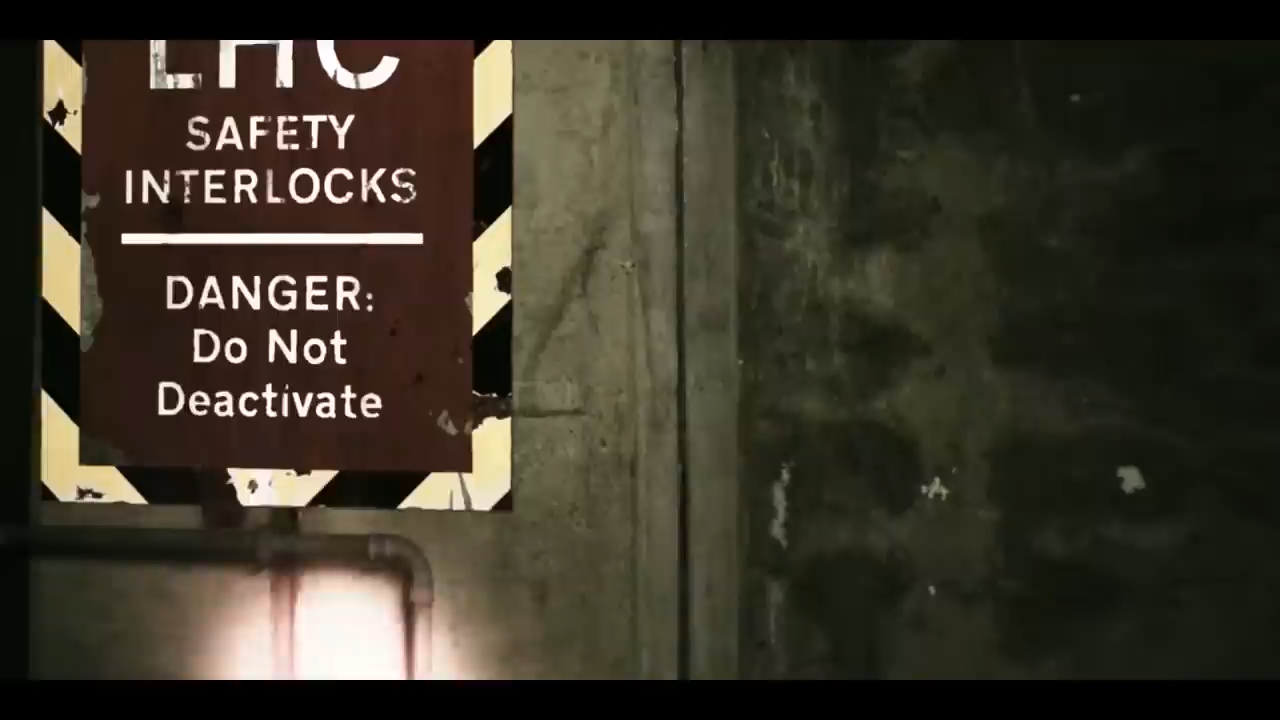 LHC
SAFETY
INTERLOCKS
DANGER:
Do Not
Deactivate